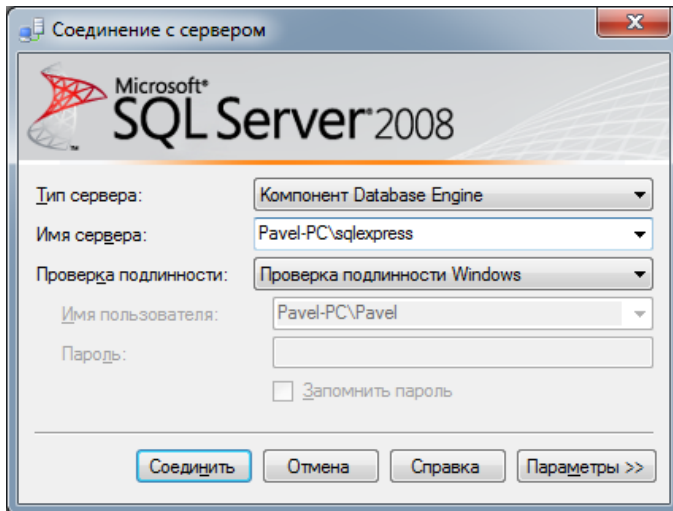 Соединение с сервером
Microsoft®
SQL Server® 2008
Тип сервера: Компонент Database Engine
Имя сервера: Pavel-PC\sqlexpress
Проверка подлинности: Проверка подлинности Windows
Имя пользователя: Pavel-PC\Pavel
Пароль:
Запомнить пароль
Соединить Отмена Справка Параметры >>